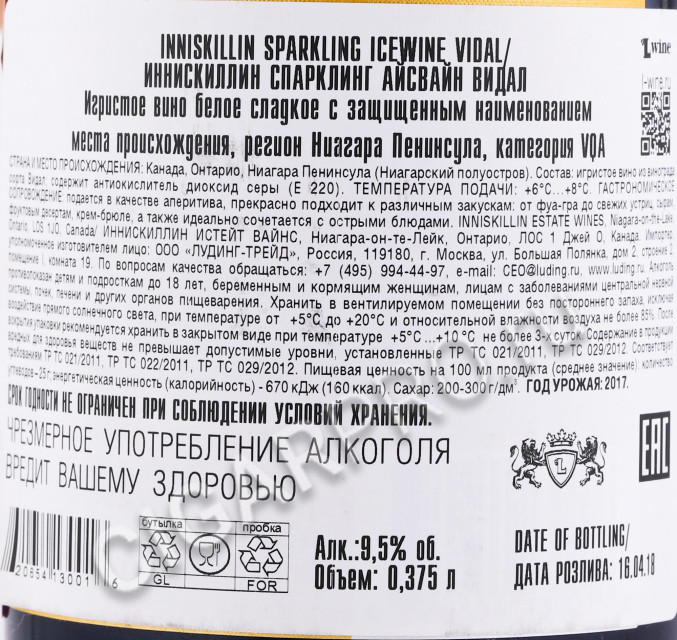 INNISKILLIN SPARKLING ICEWINE VIDAL/
ИННИСКИЛЛИН СПАРКЛИНГ АЙСВАЙН ВИДАЛ
Игристое вино белое сладкое с защищенным наименованием
места происхождения, регион Ниагара Пенинсула, категория VQA
Lwine
l-wine.ru
СТРАНА И МЕСТО ПРОИСХОЖДЕНИЯ: Канада, Онтарио, Ниагара Пенинсула (Ниагарский полуостров). Состав: игристое вино из винограда
сорта Видал, содержит антиокислитель диоксид серы (Е 220). ТЕМПЕРАТУРА ПОДАЧИ: +6°С...+8°С. ГАСТРОНОМИЧЕСКОЕ
СОПРОВОЖДЕНИЕ: подается в качестве аперитива, прекрасно подходит к различным закускам: от фуа-гра до свежих устриц, сырам,
фруктовым десертам, крем-брюле, а также идеально сочетается с острыми блюдами. INNISKILLIN ESTATE WINES, Niagara-on-the-Lake,
Ontario, LOS 1JO, Canada/ ИННИСКИЛЛИН ИСТЕЙТ ВАЙНС, Ниагара-он-те-Лейк, Онтарио, ЛОС 1 Джей О, Канада. Импортер,
уполномоченное изготовителем лицо: ООО «ЛУДИНГ-ТРЕЙД», Россия, 119180, г. Москва, ул. Большая Полянка, дом 2, строение 2,
помещение I, комната 19. По вопросам качества обращаться: +7 (495) 994-44-97, e-mail: CEO@luding.ru, www.luding.ru. Алкоголь
противопоказан детям и подросткам до 18 лет, беременным и кормящим женщинам, лицам с заболеваниями центральной нервной
системы, почек, печени и других органов пищеварения. Хранить в вентилируемом помещении без постороннего запаха, исключая
воздействие прямого солнечного света, при температуре от +5°С до +20°С и относительной влажности воздуха не более 85%. После
вскрытия упаковки рекомендуется хранить в закрытом виде при температуре +5°С...+10°С не более 3-х суток. Содержание в продукции
вредных для здоровья веществ не превышает допустимые уровни, установленные ТР ТС 021/2011, ТР ТС 029/2012. Соответствует
требованиям ТР ТС 021/2011, ТР ТС 022/2011, ТР ТС 029/2012. Пищевая ценность на 100 мл продукта (среднее значение): количество
углеводов – 25 г; энергетическая ценность (калорийность) - 670 кДж (160 ккал). Сахар: 200-300 г/дм³. ГОД УРОЖАЯ: 2017.
СРОК ГОДНОСТИ НЕ ОГРАНИЧЕН ПРИ СОБЛЮДЕНИИ УСЛОВИЙ ХРАНЕНИЯ.
ЧРЕЗМЕРНОЕ УПОТРЕБЛЕНИЕ АЛКОГОЛЯ
ВРЕДИТ ВАШЕМУ ЗДОРОВЬЮ
L
EAC
бутылка пробка
GL FOR
20654 13001 6
Алк.:9,5% об.
Объем: 0,375 л
DATE OF BOTTLING/
ДАТА РОЗЛИВА: 16.04.18
CIGARPRO.RU